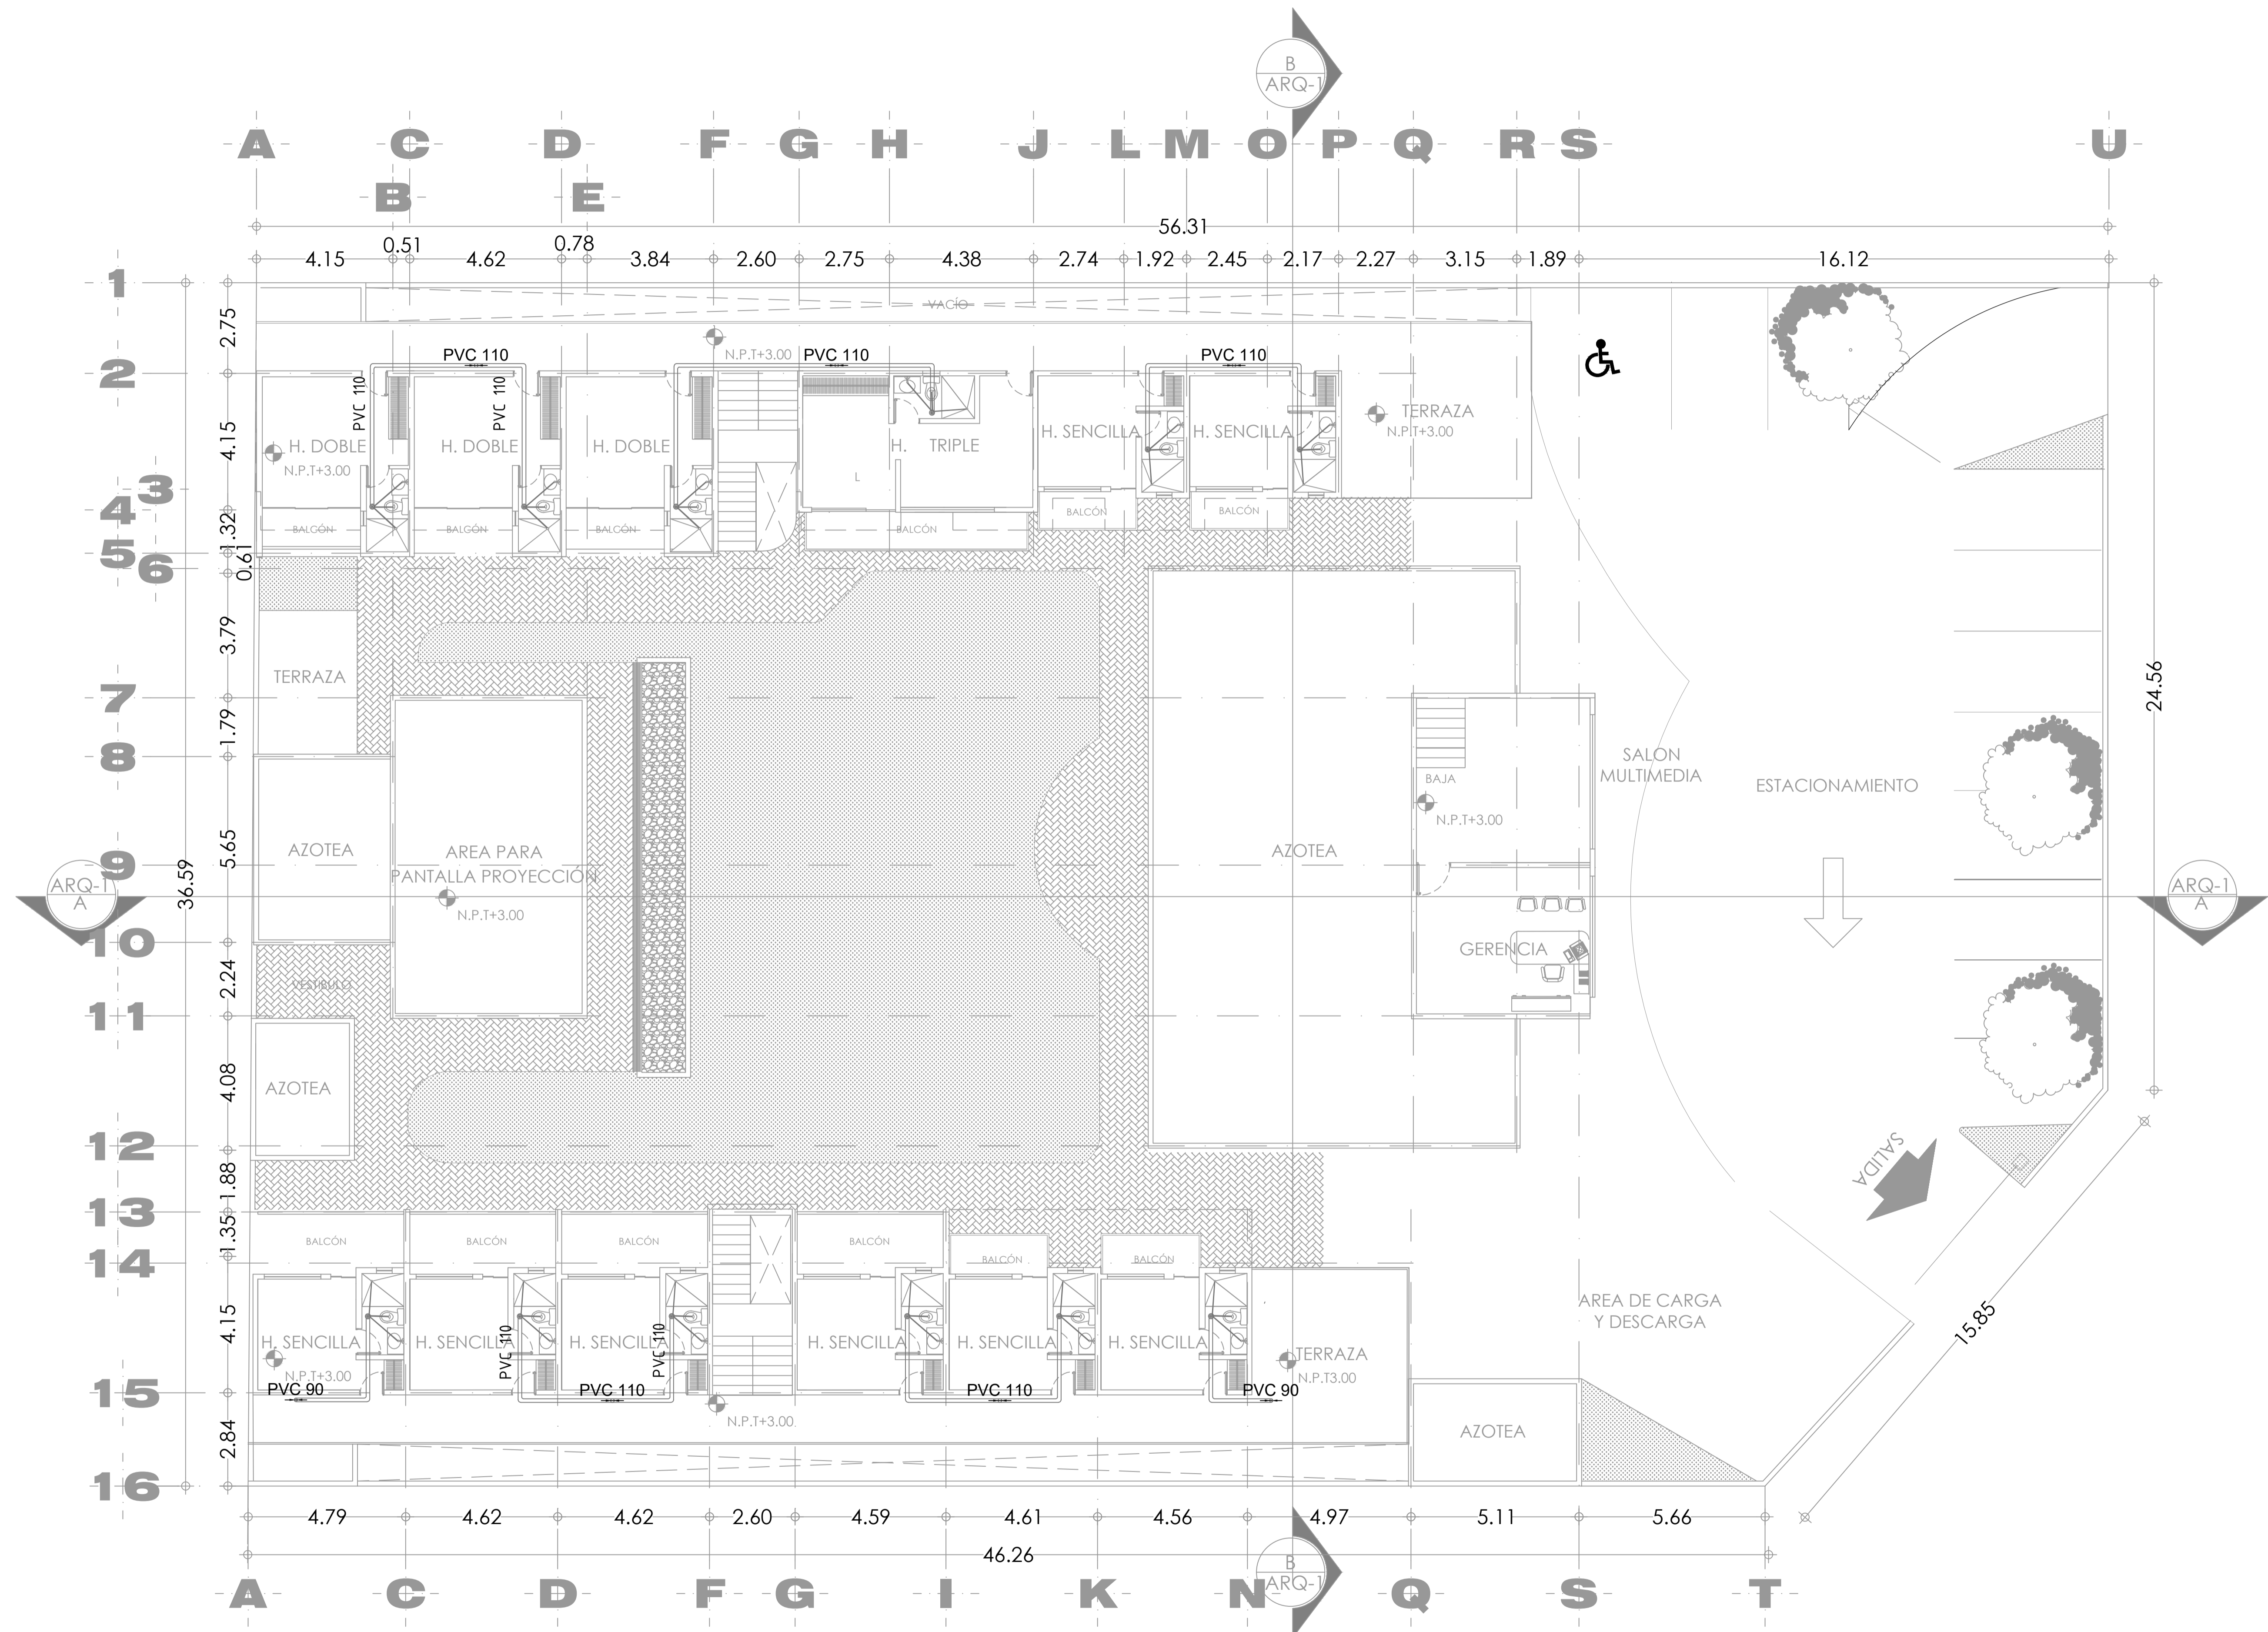 B
ARQ-1
A C D F G H J L M O P Q R S U
B E
56.31
0.51 0.78
4.15 4.62 3.84 2.60 2.75 4.38 2.74 1.92 2.45 2.17 2.27 3.15 1.89 16.12
1
VACÍO
2.75
N.P.T+3.00
PVC 110 PVC 110 PVC 110
2
PVC 110 PVC 110
TERRAZA
N.P.T+3.00
4.15
H. DOBLE H. DOBLE H. DOBLE H. TRIPLE H. SENCILLA H. SENCILLA
N.P.T+3.00
L
3
4
BALCÓN BALCÓN BALCÓN BALCÓN BALCÓN BALCÓN
1.32
5
6
0.61
3.79
TERRAZA
24.56
7
1.79
8
SALON
MULTIMEDIA
ESTACIONAMIENTO
BAJA
N.P.T+3.00
5.65
AZOTEA
AREA PARA
PANTALLA PROYECCIÓN
N.P.T+3.00
AZOTEA
9
36.59
ARQ-1
A
ARQ-1
A
10
GERENCIA
2.24
VESTIBULO
11
4.08
AZOTEA
12
SALIDA
1.88
13
1.35
BALCÓN BALCÓN BALCÓN BALCÓN BALCÓN BALCÓN
14
AREA DE CARGA
Y DESCARGA
15.85
4.15
H. SENCILLA H. SENCILLA H. SENCILLA H. SENCILLA H. SENCILLA H. SENCILLA
PVC 110 PVC 110
TERRAZA
N.P.T3.00
N.P.T+3.00
15
PVC 90 PVC 110 PVC 110 PVC 90
N.P.T+3.00
AZOTEA
2.84
16
4.79 4.62 4.62 2.60 4.59 4.61 4.56 4.97 5.11 5.66
46.26
B
ARQ-1
A C D F G I K N Q S T